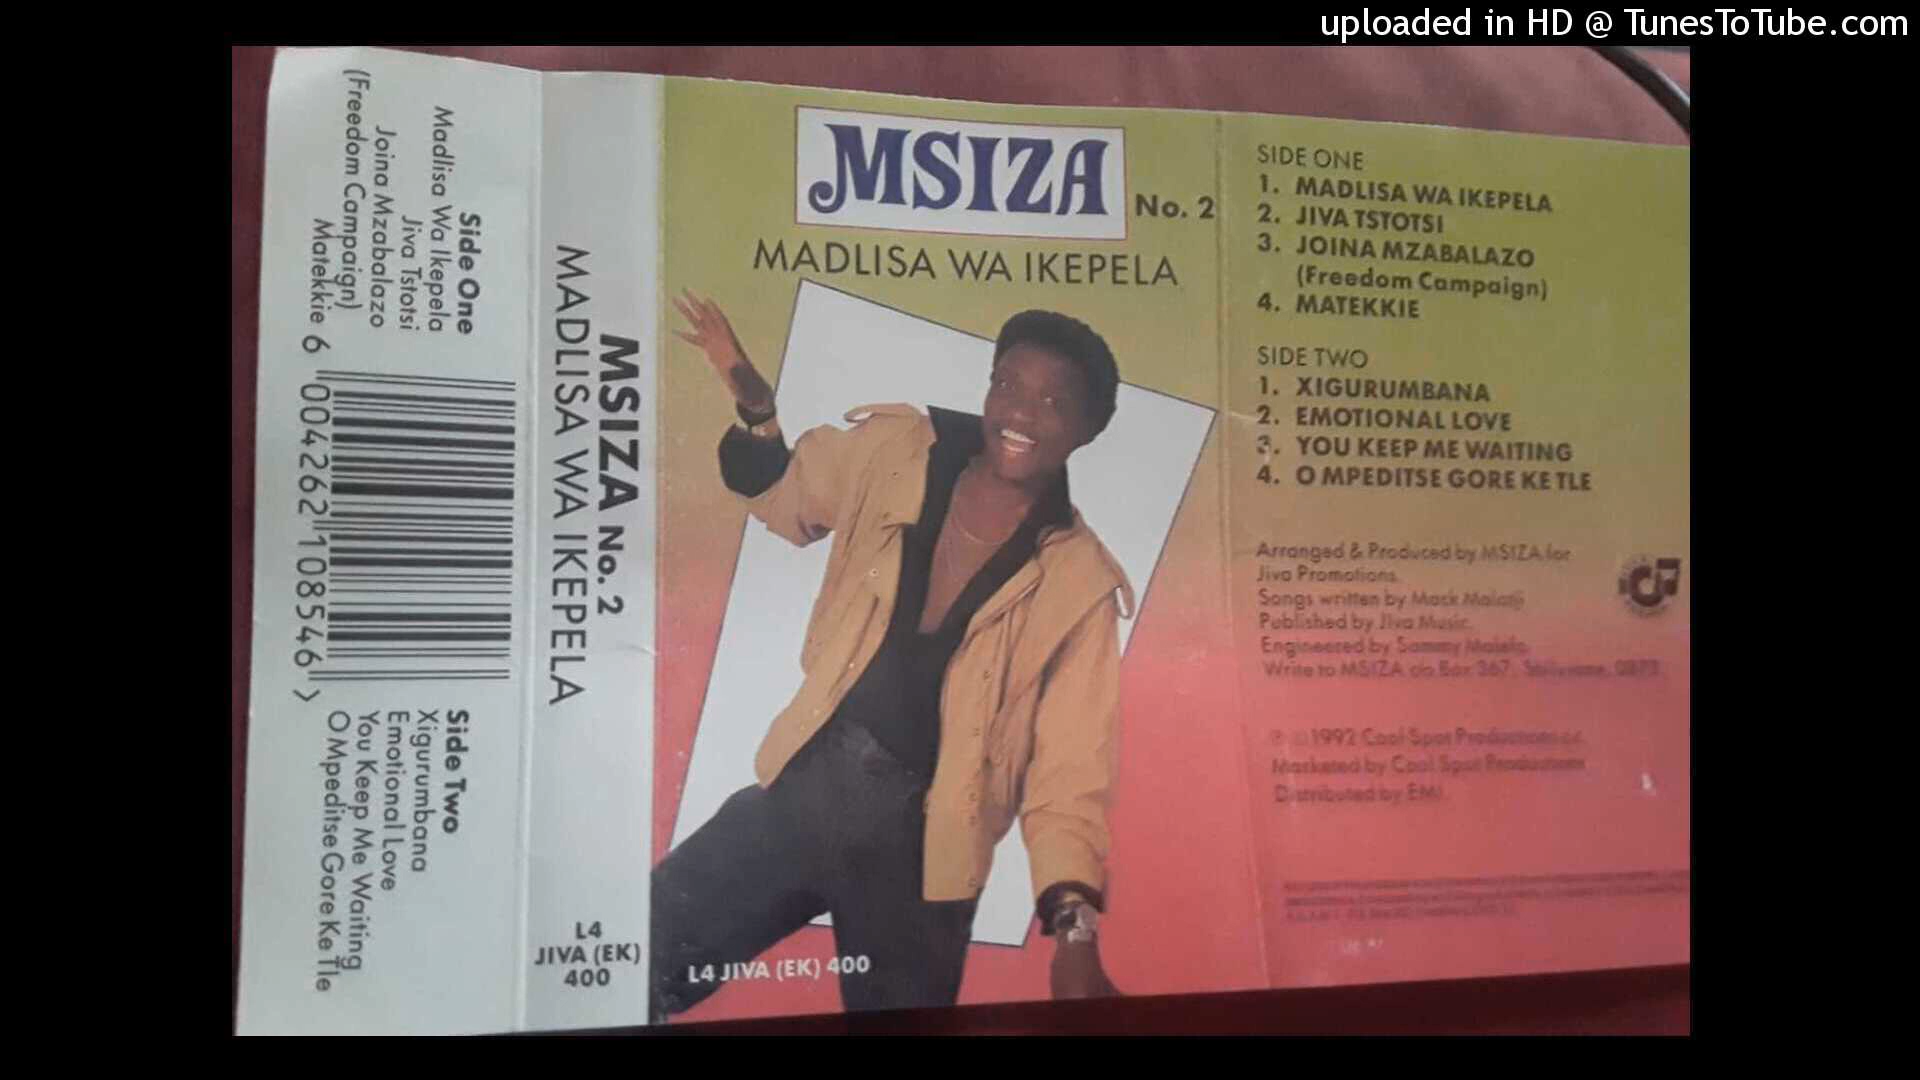 uploaded in HD @ TunesToTube.com
Side One
Madlisa Wa Ikepela
Jiva Tstotsi
Joina Mzabalazo
(Freedom Campaign)
Matekkie
6 004262 108546 >
Side Two
Xigurumbana
Emotional Love
You Keep Me Waiting
O Mpeditse Gore Ke Tle
MSIZA No. 2
MADLISA WA IKEPELA
L4
JIVA (EK)
400
MSIZA No. 2
MADLISA WA IKEPELA
L4 JIVA (EK) 400
SIDE ONE
1. MADLISA WA IKEPELA
2. JIVA TSTOTSI
3. JOINA MZABALAZO
(Freedom Campaign)
4. MATEKKIE
SIDE TWO
1. XIGURUMBANA
2. EMOTIONAL LOVE
3. YOU KEEP ME WAITING
4. O MPEDITSE GORE KE TLE
Arranged & Produced by MSIZA for
Jiva Promotions.
Songs written by Mack Malatji
Published by Jiva Music.
Engineered by Sammy
Write to MSIZA c/o Box 367,
1992 Cool Spot Productions cc.
Marketed by Cool Spot Productions
Distributed by EMI.